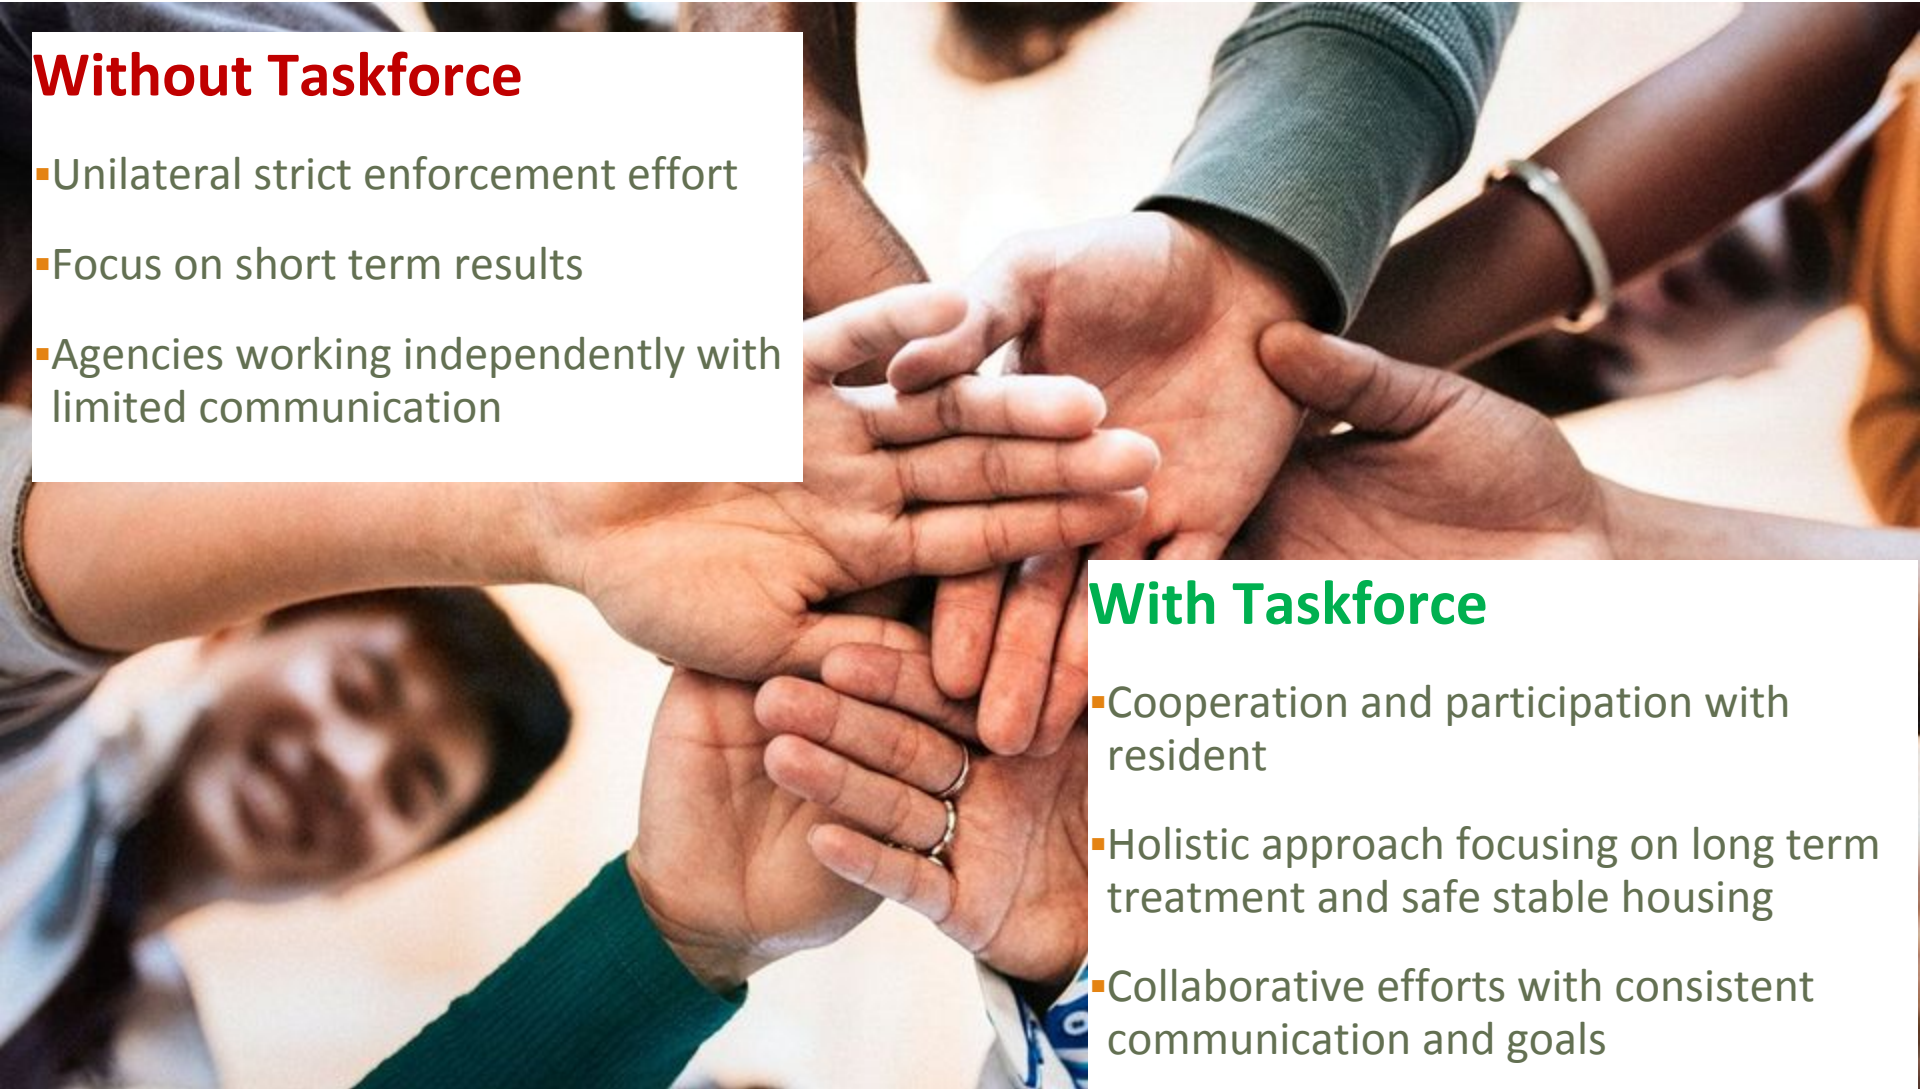 Without Taskforce
▪Unilateral strict enforcement effort
▪Focus on short term results
▪Agencies working independently with
limited communication
With Taskforce
▪Cooperation and participation with
resident
▪Holistic approach focusing on long term
treatment and safe stable housing
▪Collaborative efforts with consistent
communication and goals